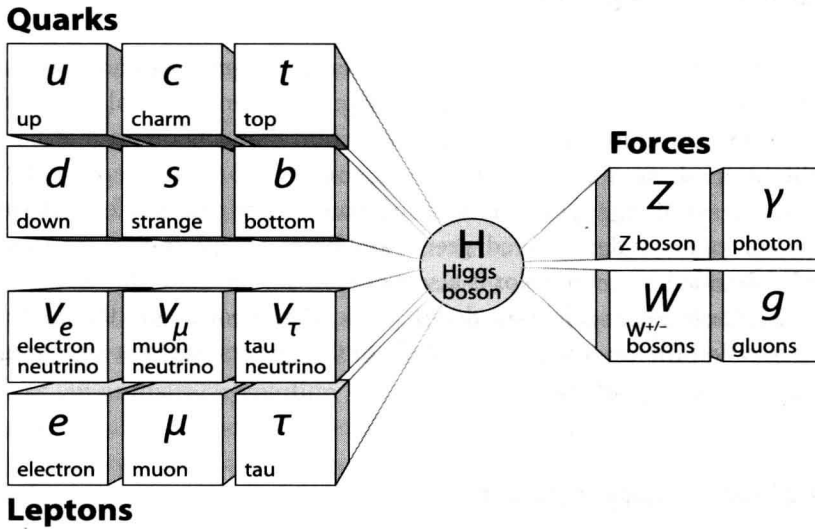 Quarks
u
up
c
charm
t
top
d
down
s
strange
b
bottom
νe
electron
neutrino
νμ
muon
neutrino
ντ
tau
neutrino
e
electron
μ
muon
τ
tau
Leptons
H
Higgs
boson
Forces
Z
Z boson
γ
photon
W
W+/−
bosons
g
gluons